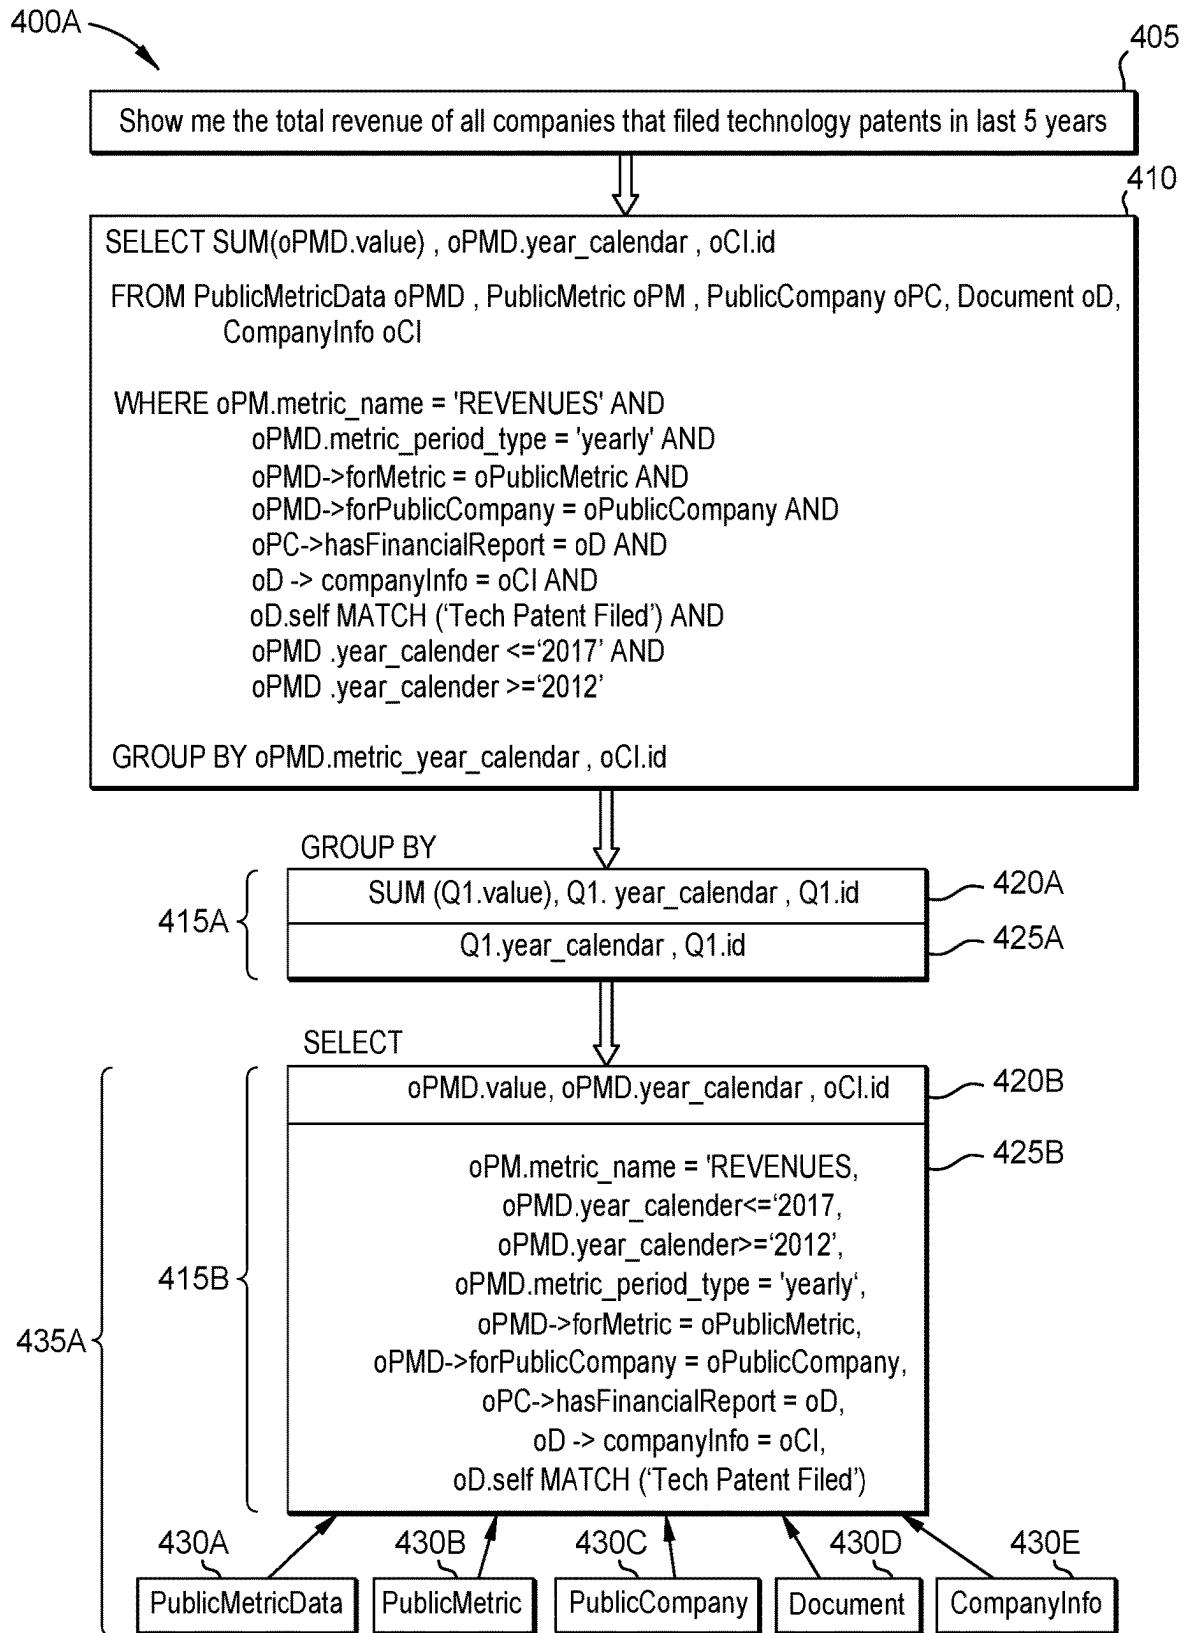 400A
405
Show me the total revenue of all companies that filed technology patents in last 5 years
410
SELECT SUM(oPMD.value) , oPMD.year_calendar , oCI.id
FROM PublicMetricData oPMD , PublicMetric oPM , PublicCompany oPC, Document oD,
CompanyInfo oCI
WHERE oPM.metric_name = 'REVENUES' AND
oPMD.metric_period_type = 'yearly' AND
oPMD->forMetric = oPublicMetric AND
oPMD->forPublicCompany = oPublicCompany AND
oPC->hasFinancialReport = oD AND
oD -> companyInfo = oCI AND
oD.self MATCH (‘Tech Patent Filed’) AND
oPMD .year_calender <=‘2017’ AND
oPMD .year_calender >=‘2012’
GROUP BY oPMD.metric_year_calendar , oCI.id
GROUP BY
415A
SUM (Q1.value), Q1. year_calendar , Q1.id
420A
Q1.year_calendar , Q1.id
425A
SELECT
oPMD.value, oPMD.year_calendar , oCI.id
420B
425B
oPM.metric_name = 'REVENUES,
oPMD.year_calender<=‘2017,
oPMD.year_calender>=‘2012’,
415B
oPMD.metric_period_type = 'yearly‘,
oPMD->forMetric = oPublicMetric,
435A
oPMD->forPublicCompany = oPublicCompany,
oPC->hasFinancialReport = oD,
oD -> companyInfo = oCI,
oD.self MATCH (‘Tech Patent Filed’)
430A 430B 430C 430D 430E
PublicMetricData PublicMetric PublicCompany Document CompanyInfo